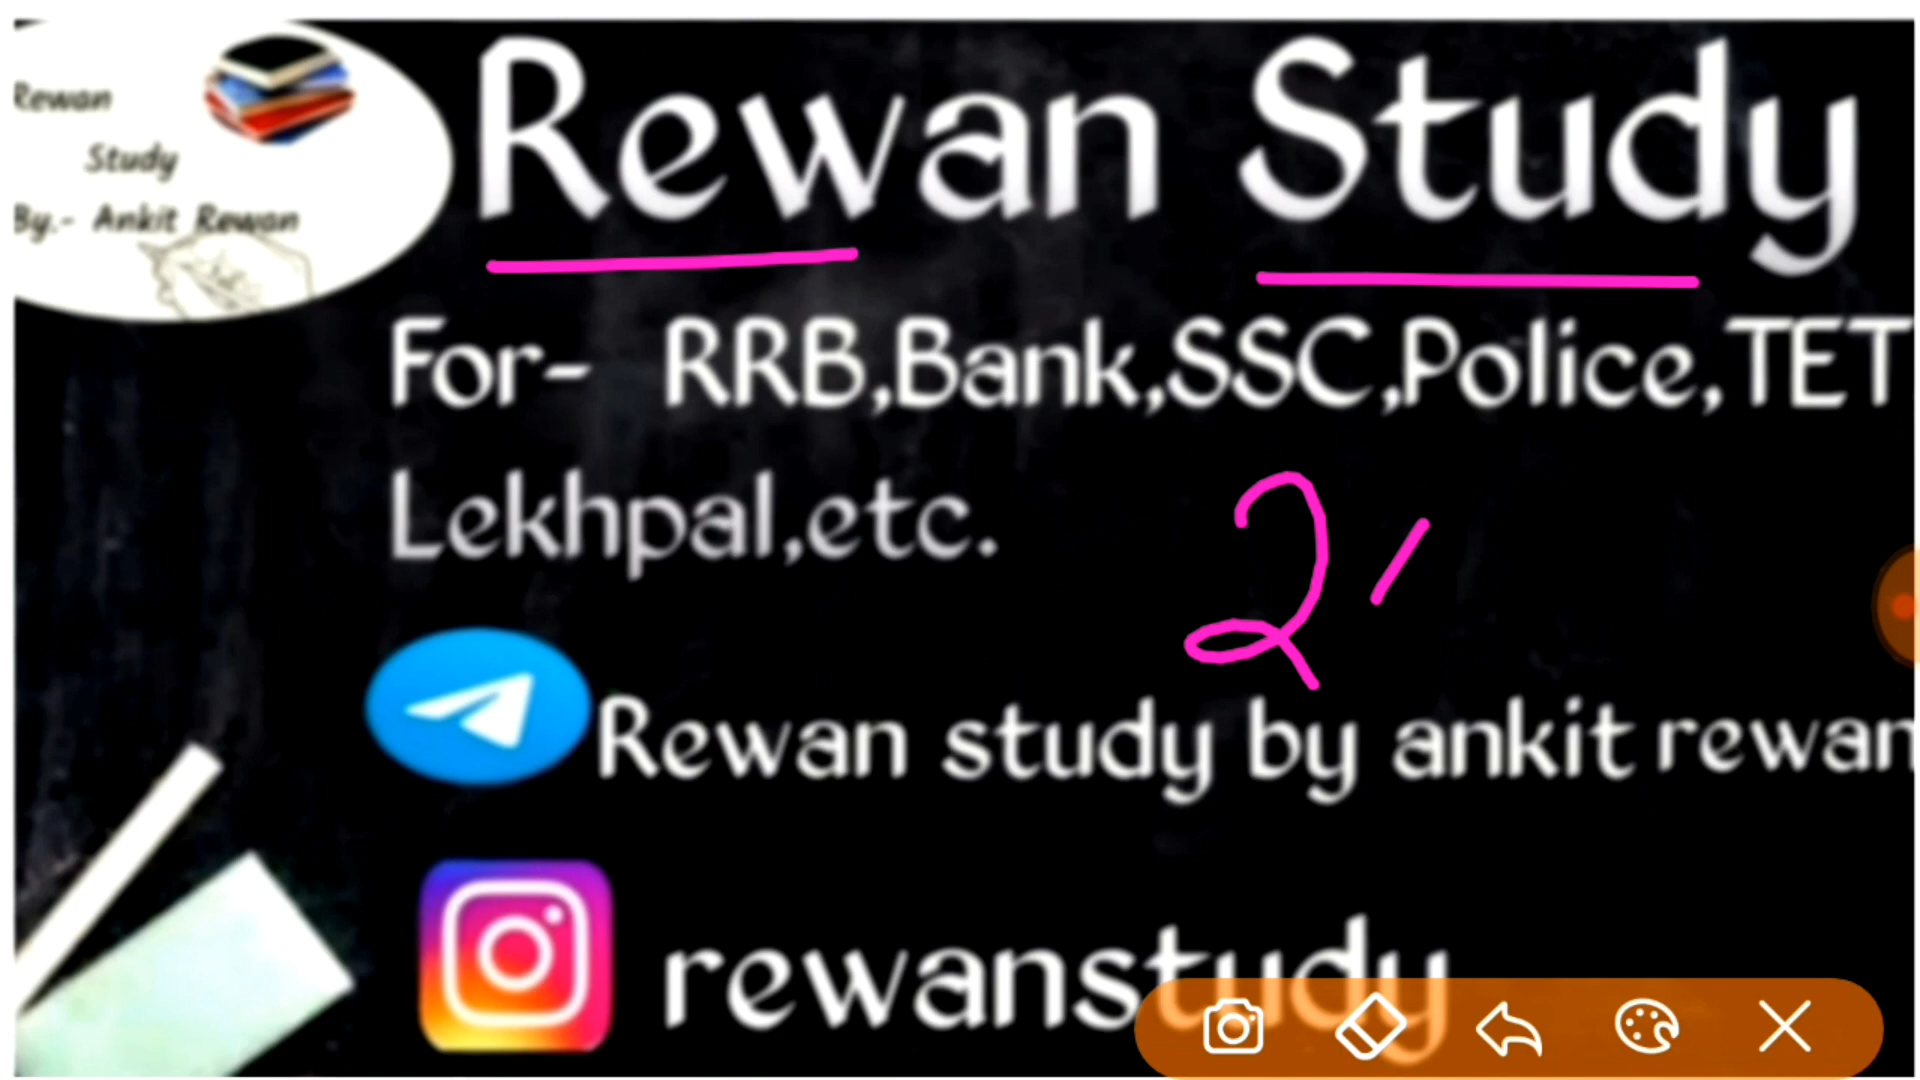 Rewan
Study
By.- Ankit Rewan
Rewan Study
For- RRB,Bank,SSC,Police,TET
Lekhpal,etc.
2
Rewan study by ankit rewan
rewanstudy